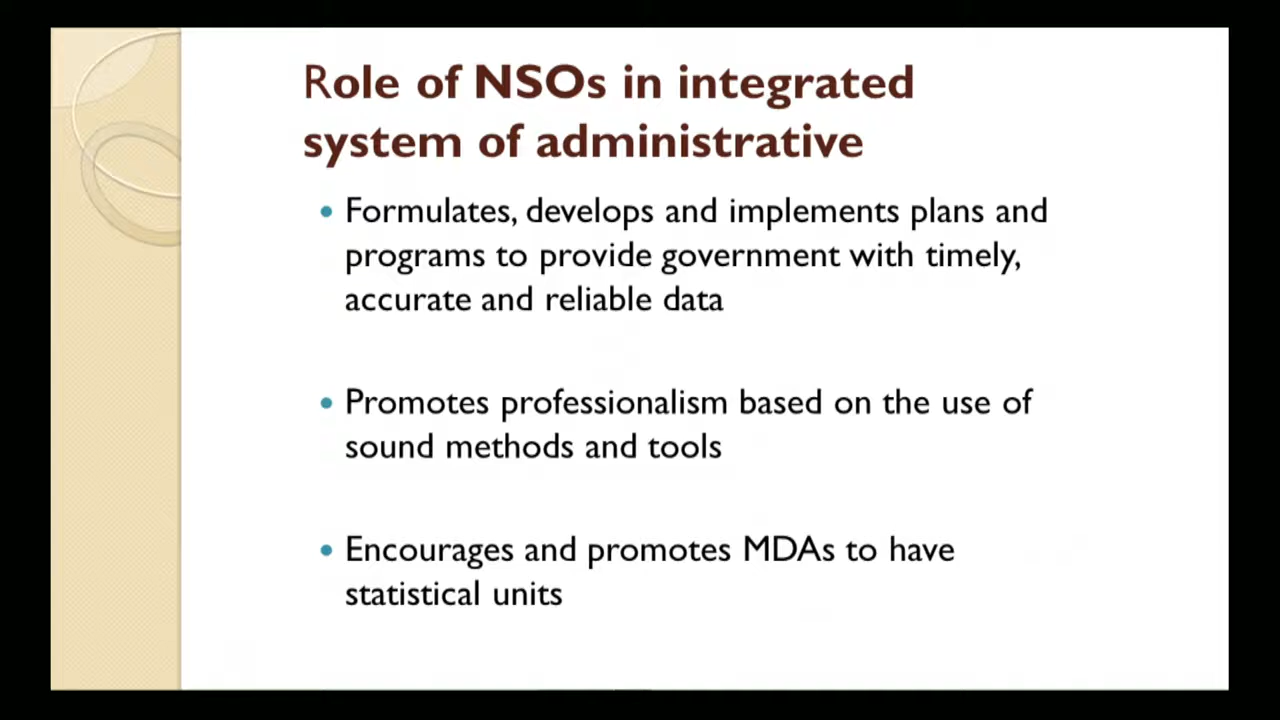 Role of NSOs in integrated
system of administrative
• Formulates, develops and implements plans and
programs to provide government with timely,
accurate and reliable data
• Promotes professionalism based on the use of
sound methods and tools
• Encourages and promotes MDAs to have
statistical units